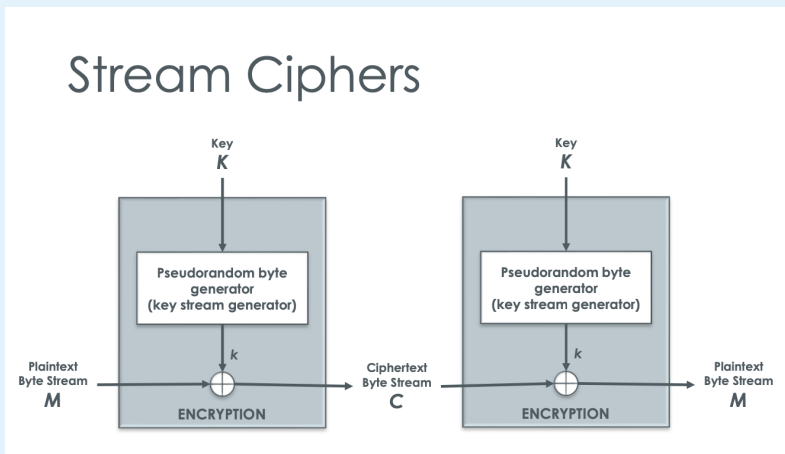 Stream Ciphers
Key
K
Pseudorandom byte
generator
(key stream generator)
k
Plaintext
Byte Stream
M
ENCRYPTION
Ciphertext
Byte Stream
C
Key
K
Pseudorandom byte
generator
(key stream generator)
k
ENCRYPTION
Plaintext
Byte Stream
M